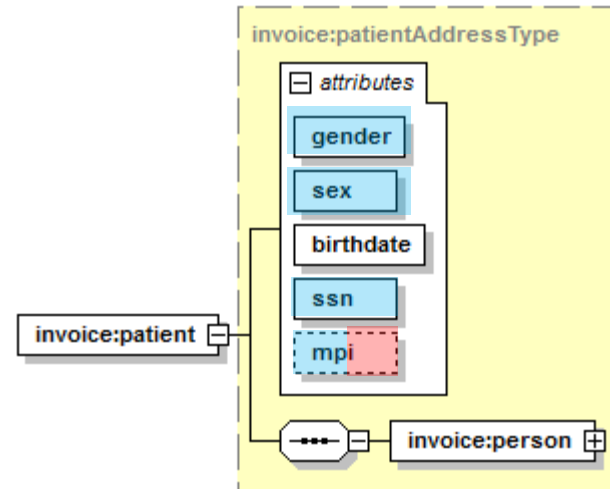 invoice:patientAddressType
attributes
gender
sex
birthdate
ssn
mpi
invoice:patient
invoice:person